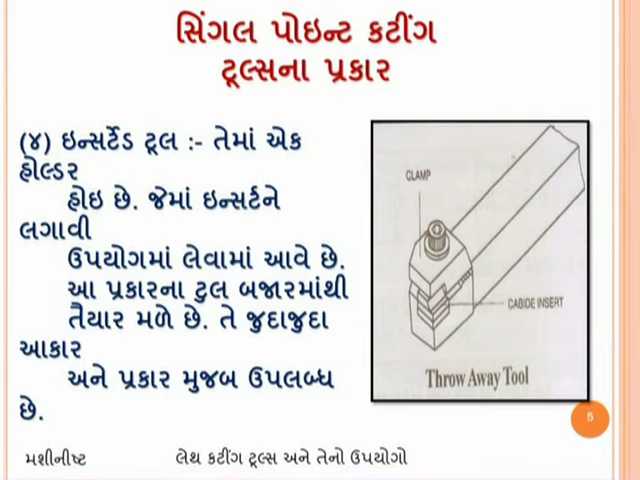 સિંગલ પોઇન્ટ કટીંગ
ટૂલ્સના પ્રકાર
(૪) ઇન્સર્ટેડ ટૂલ :- તેમાં એક
હોલ્ડર
હોઇ છે. જેમાં ઇન્સર્ટને
લગાવી
ઉપયોગમાં લેવામાં આવે છે.
આ પ્રકારના ટુલ બજારમાંથી
તૈયાર મળે છે. તે જુદાજુદા
આકાર
અને પ્રકાર મુજબ ઉપલબ્ધ
છે.
CLAMP
CABIDE INSERT
Throw Away Tool
5
મશીનીષ્ટ
લેથ કટીંગ ટૂલ્સ અને તેનો ઉપયોગો